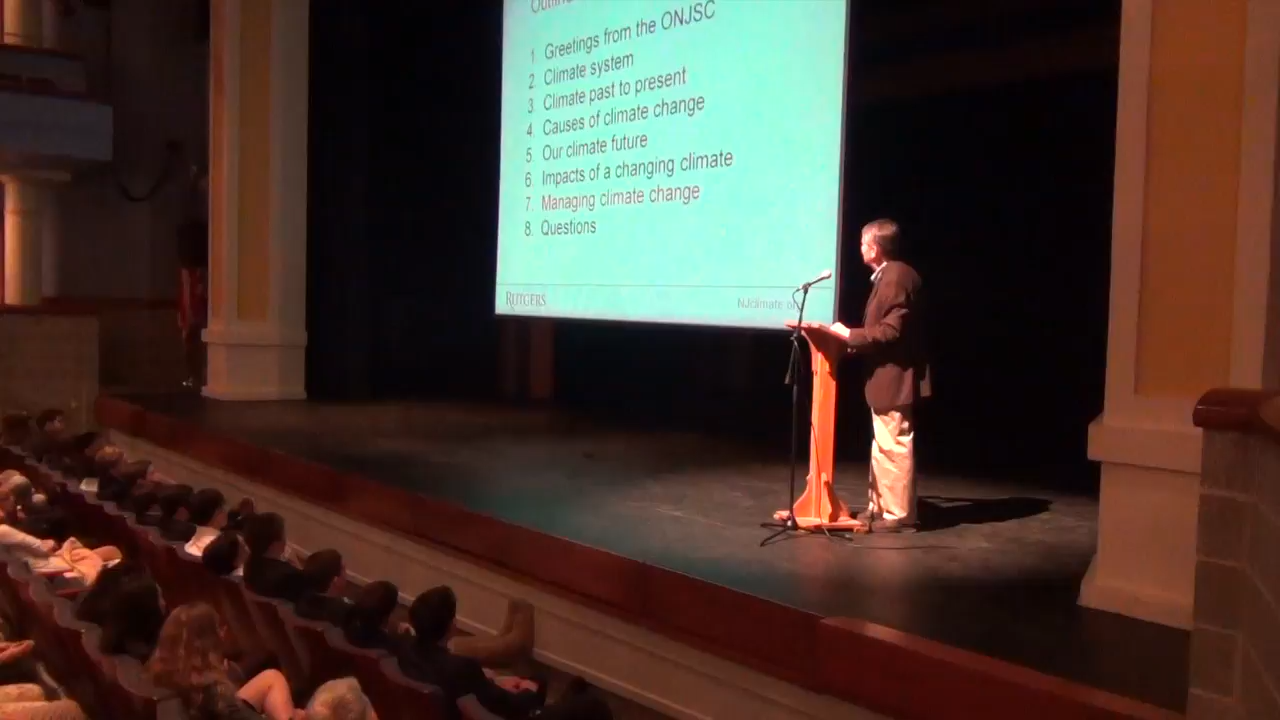 1. Greetings from the ONJSC
2. Climate system
3. Climate past to present
4. Causes of climate change
5. Our climate future
6. Impacts of a changing climate
7. Managing climate change
8. Questions
RUTGERS